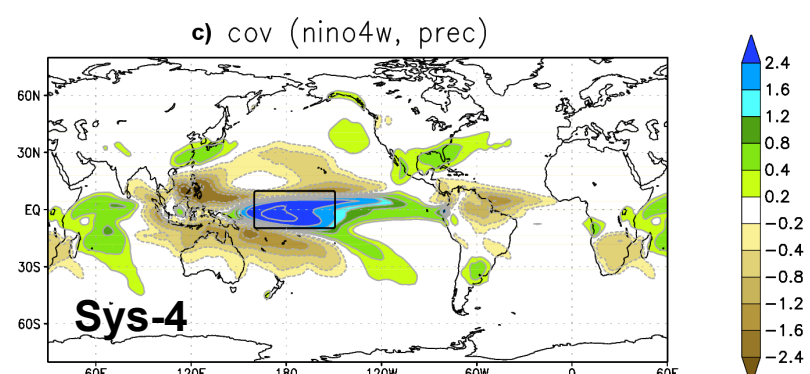 c) cov (nino4w, prec)
60N
30N
EQ
30S
60S
Sys-4
60E 120E 180 120W 60W 0 60E
2.4
1.6
1.2
0.8
0.4
0.2
−0.2
−0.4
−0.8
−1.2
−1.6
−2.4